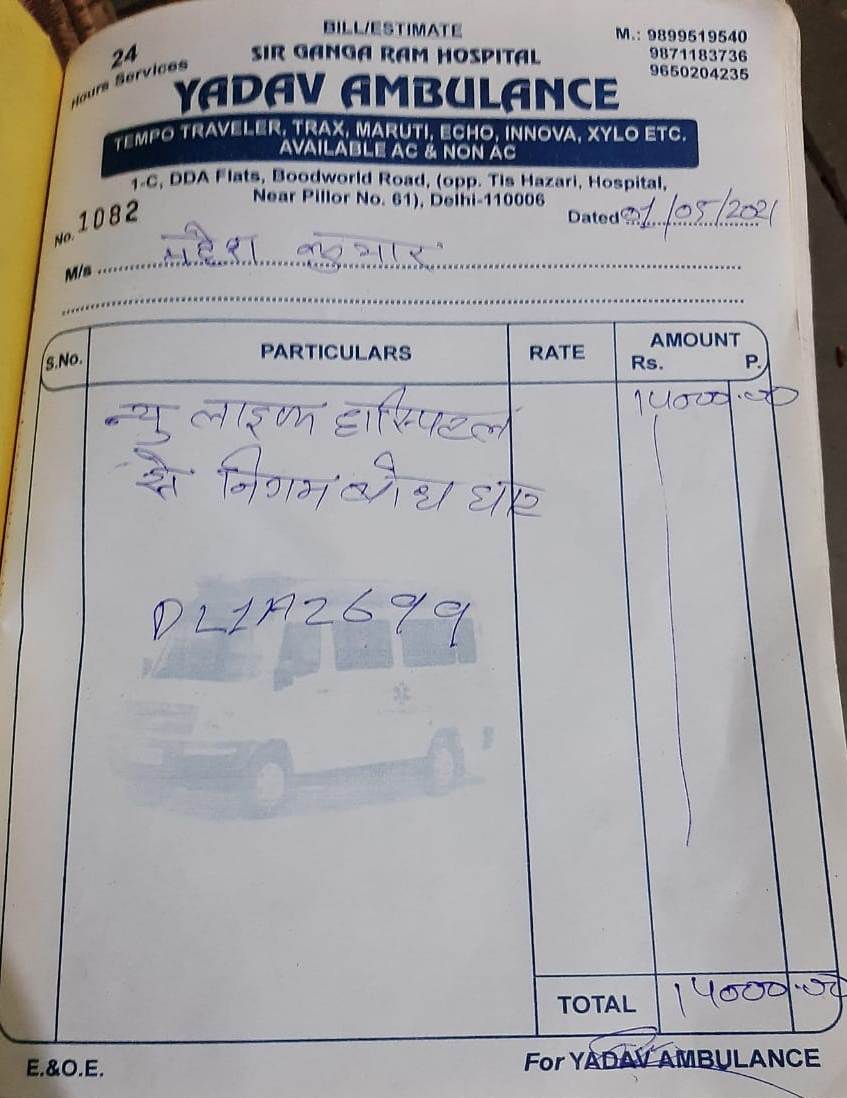 BILL/ESTIMATE
M.: 9899519540
9871183736
9650204235
24
Hours Services
SIR GANGA RAM HOSPITAL
YADAV AMBULANCE
TEMPO TRAVELER, TRAX, MARUTI, ECHO, INNOVA, XYLO ETC.
AVAILABLE AC & NON AC
1-C, DDA Flats, Boodworld Road, (opp. Tis Hazari, Hospital,
Near Pillor No. 61), Delhi-110006
No. 1082
Dated 01/05/2021
M/s महेश कुमार
S.No. PARTICULARS RATE AMOUNT
Rs. P.
न्यु लाइफ हास्पिटल 14000.00
से निगम बोध घाट
DL1A2699
TOTAL 14000.00
E.&O.E. For YADAV AMBULANCE